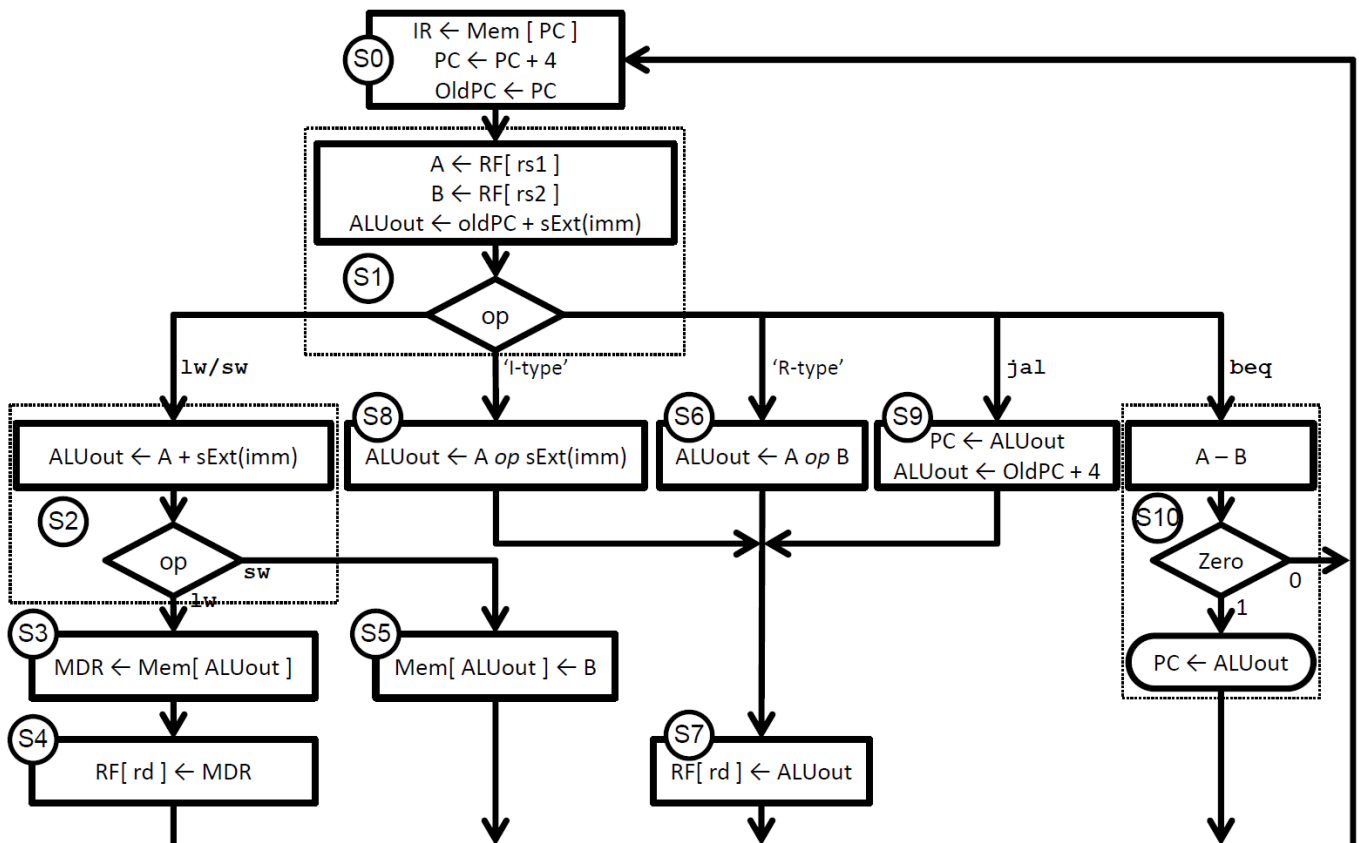 S0
IR ← Mem [ PC ]
PC ← PC + 4
OldPC ← PC
A ← RF[ rs1 ]
B ← RF[ rs2 ]
ALUout ← oldPC + sExt(imm)
S1
op
lw/sw
‘I-type’
‘R-type’
jal
beq
ALUout ← A + sExt(imm)
S2
op
sw
lw
S8
ALUout ← A op sExt(imm)
S6
ALUout ← A op B
S9
PC ← ALUout
ALUout ← OldPC + 4
A – B
S10
Zero
0
1
PC ← ALUout
S3
MDR ← Mem[ ALUout ]
S5
Mem[ ALUout ] ← B
S4
RF[ rd ] ← MDR
S7
RF[ rd ] ← ALUout